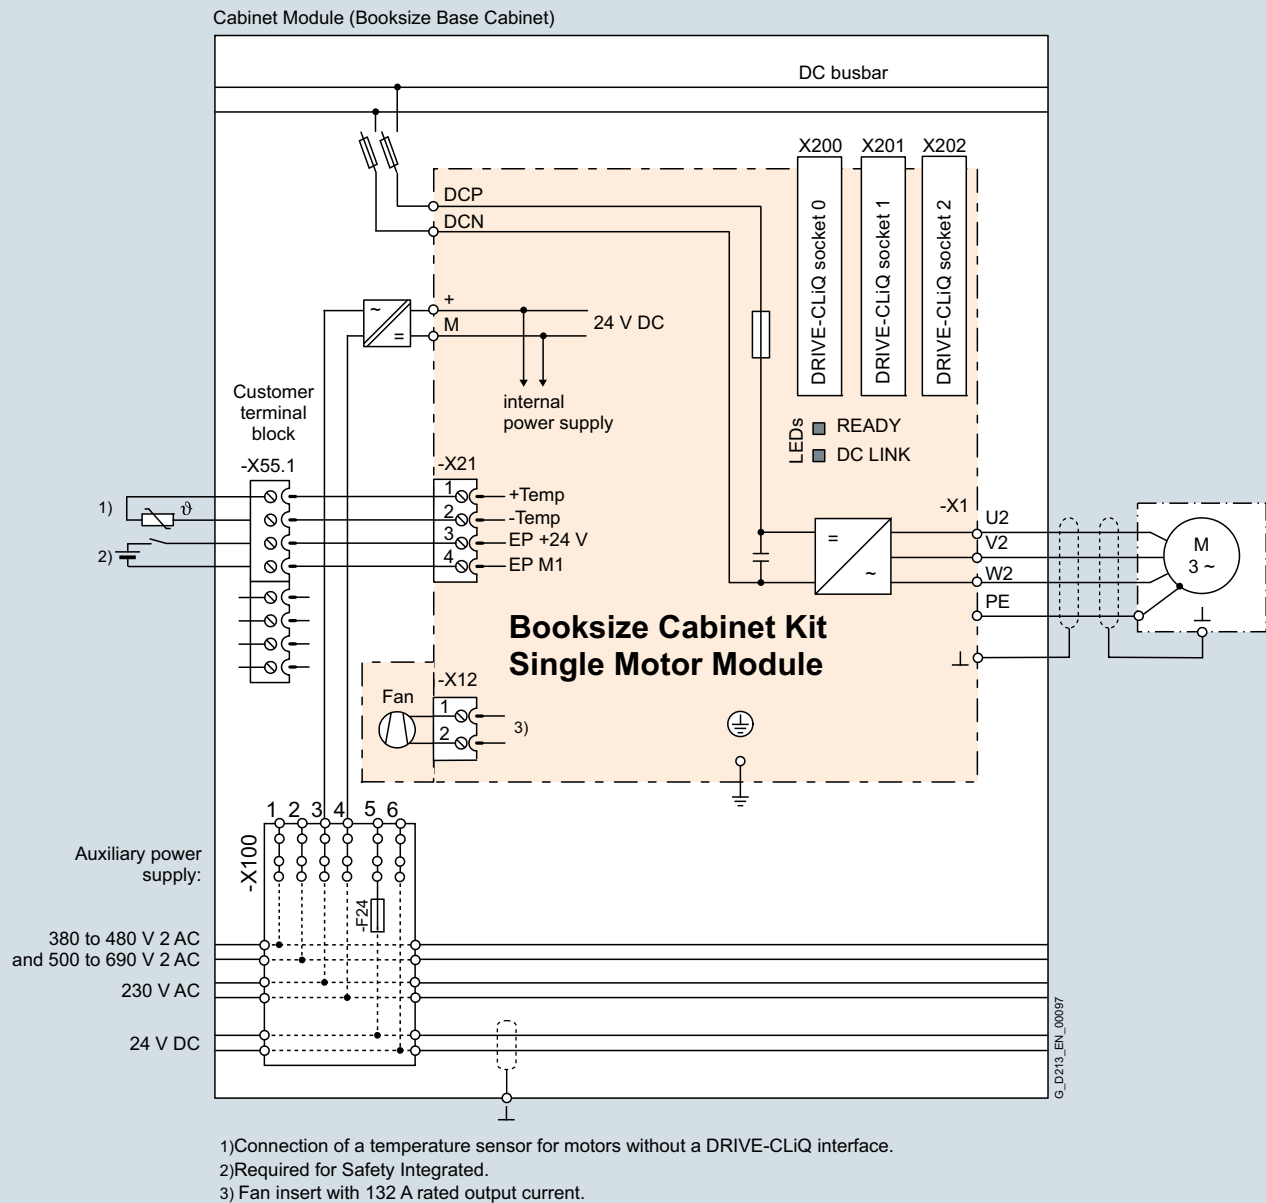 Cabinet Module (Booksize Base Cabinet)
DC busbar
X200 X201 X202
DRIVE-CLiQ socket 0
DRIVE-CLiQ socket 1
DRIVE-CLiQ socket 2
DCP
DCN
+
M
~
=
24 V DC
internal
power supply
LEDs
READY
DC LINK
Customer
terminal
block
-X55.1
-X21
1)
ϑ
2)
1 +Temp
2 -Temp
3 EP +24 V
4 EP M1
=
~
-X1
U2
V2
W2
PE
M
3 ~
Booksize Cabinet Kit
Single Motor Module
Fan
-X12
1
2
3)
1 2 3 4 5 6
-X100
-F24
Auxiliary power
supply:
380 to 480 V 2 AC
and 500 to 690 V 2 AC
230 V AC
24 V DC
G_D213_EN_00097
1)Connection of a temperature sensor for motors without a DRIVE-CLiQ interface.
2)Required for Safety Integrated.
3) Fan insert with 132 A rated output current.